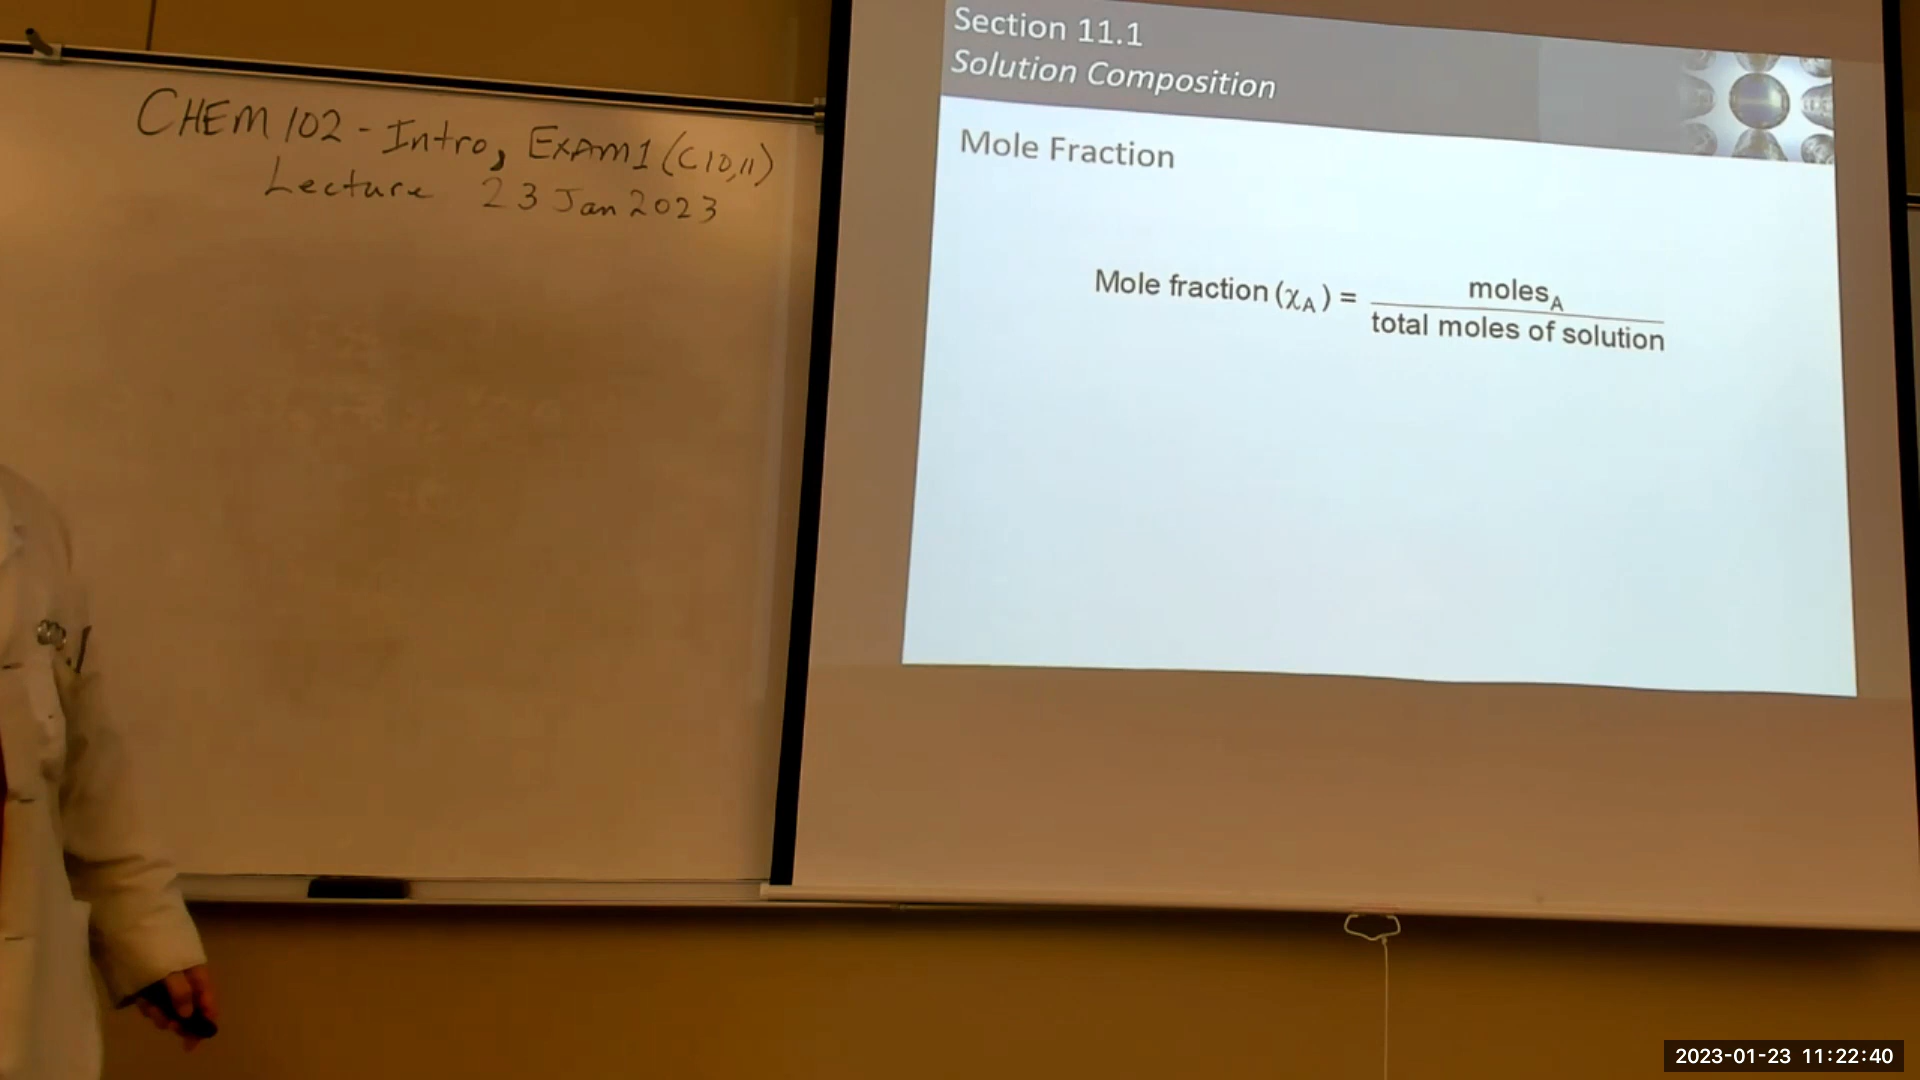 CHEM 102 - Intro, EXAM 1 (C10,11)
Lecture 23 Jan 2023
Section 11.1
Solution Composition
Mole Fraction
Mole fraction (χA) = molesA
total moles of solution
2023-01-23 11:22:40